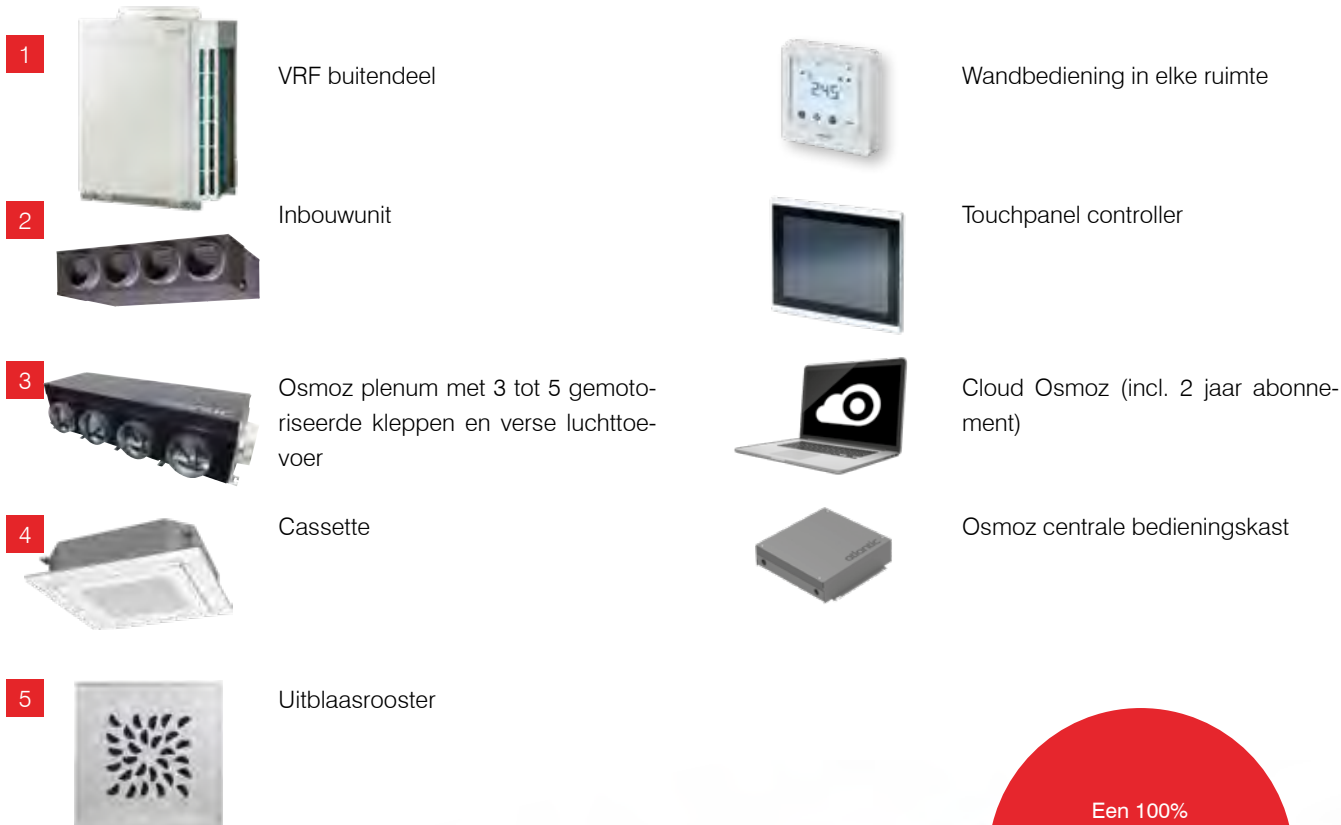 1
VRF buitendeel
2
Inbouwunit
3
Osmoz plenum met 3 tot 5 gemoto-
riseerde kleppen en verse luchttoe-
voer
4
Cassette
5
Uitblaasrooster
245
Wandbediening in elke ruimte
Touchpanel controller
Cloud Osmoz (incl. 2 jaar abonne-
ment)
atlantic
Osmoz centrale bedieningskast
Een 100%